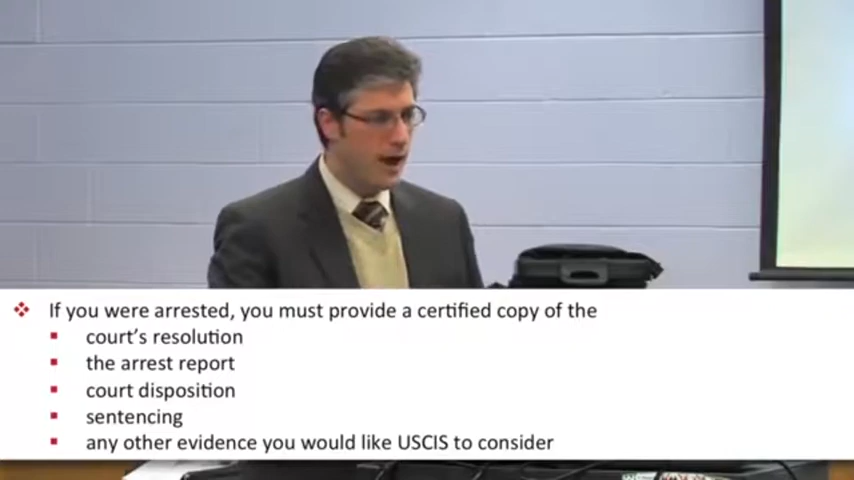 If you were arrested, you must provide a certified copy of the
court's resolution
the arrest report
court disposition
sentencing
any other evidence you would like USCIS to consider